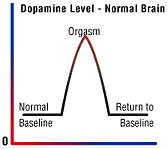 Dopamine Level - Normal Brain
Orgasm
Normal
Baseline
Return to
Baseline
0